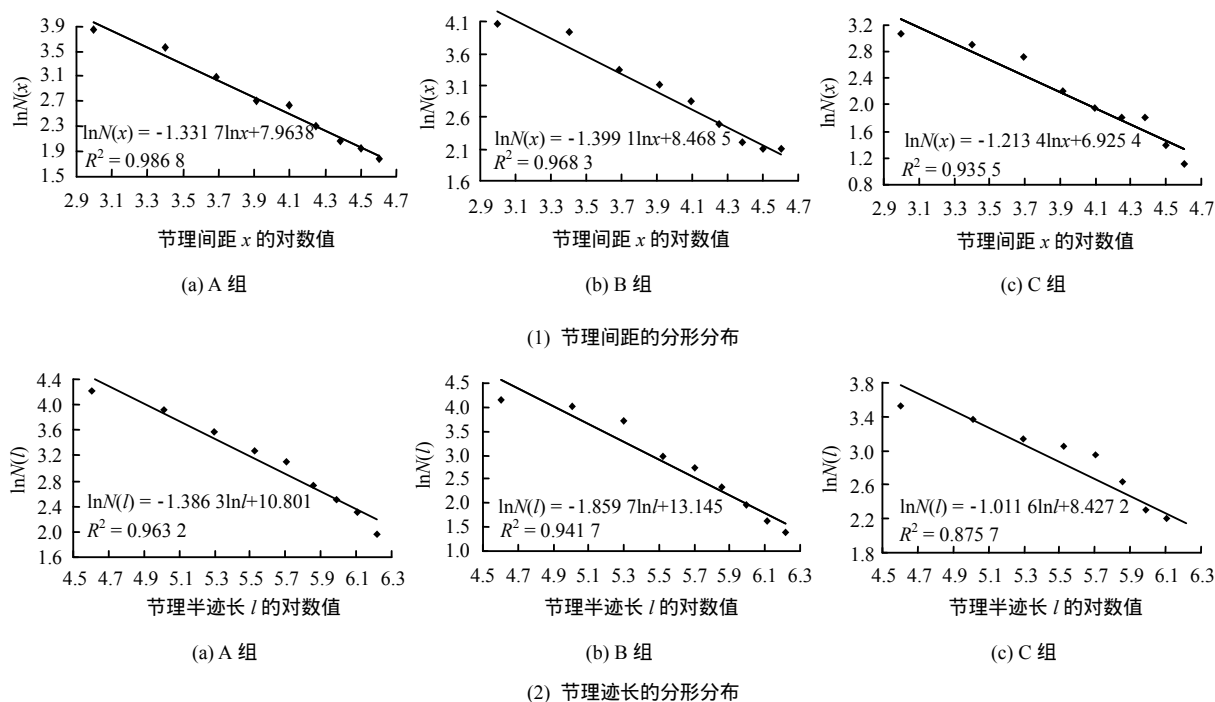 3.9
3.5
3.1
2.7
2.3
1.9
1.5
lnN(x)
lnN(x) = -1.331 7lnx+7.9638
R² = 0.986 8
2.9 3.1 3.3 3.5 3.7 3.9 4.1 4.3 4.5 4.7
节理间距 x 的对数值
(a) A 组
4.1
3.6
3.1
2.6
2.1
1.6
lnN(x)
lnN(x) = -1.399 1lnx+8.468 5
R² = 0.968 3
2.9 3.1 3.3 3.5 3.7 3.9 4.1 4.3 4.5 4.7
节理间距 x 的对数值
(b) B 组
3.2
2.8
2.4
2.0
1.6
1.2
0.8
lnN(x)
lnN(x) = -1.213 4lnx+6.925 4
R² = 0.935 5
2.9 3.1 3.3 3.5 3.7 3.9 4.1 4.3 4.5 4.7
节理间距 x 的对数值
(c) C 组
(1) 节理间距的分形分布
4.4
4.0
3.6
3.2
2.8
2.4
2.0
1.6
lnN(l)
lnN(l) = -1.386 3lnl+10.801
R² = 0.963 2
4.5 4.7 4.9 5.1 5.3 5.5 5.7 5.9 6.1 6.3
节理半迹长 l 的对数值
(a) A 组
4.5
4.0
3.5
3.0
2.5
2.0
1.5
1.0
lnN(l)
lnN(l) = -1.859 7lnl+13.145
R² = 0.941 7
4.5 4.7 4.9 5.1 5.3 5.5 5.7 5.9 6.1 6.3
节理半迹长 l 的对数值
(b) B 组
3.8
3.4
3.0
2.6
2.2
1.8
lnN(l)
lnN(l) = -1.011 6lnl+8.427 2
R² = 0.875 7
4.5 4.7 4.9 5.1 5.3 5.5 5.7 5.9 6.1 6.3
节理半迹长 l 的对数值
(c) C 组
(2) 节理迹长的分形分布